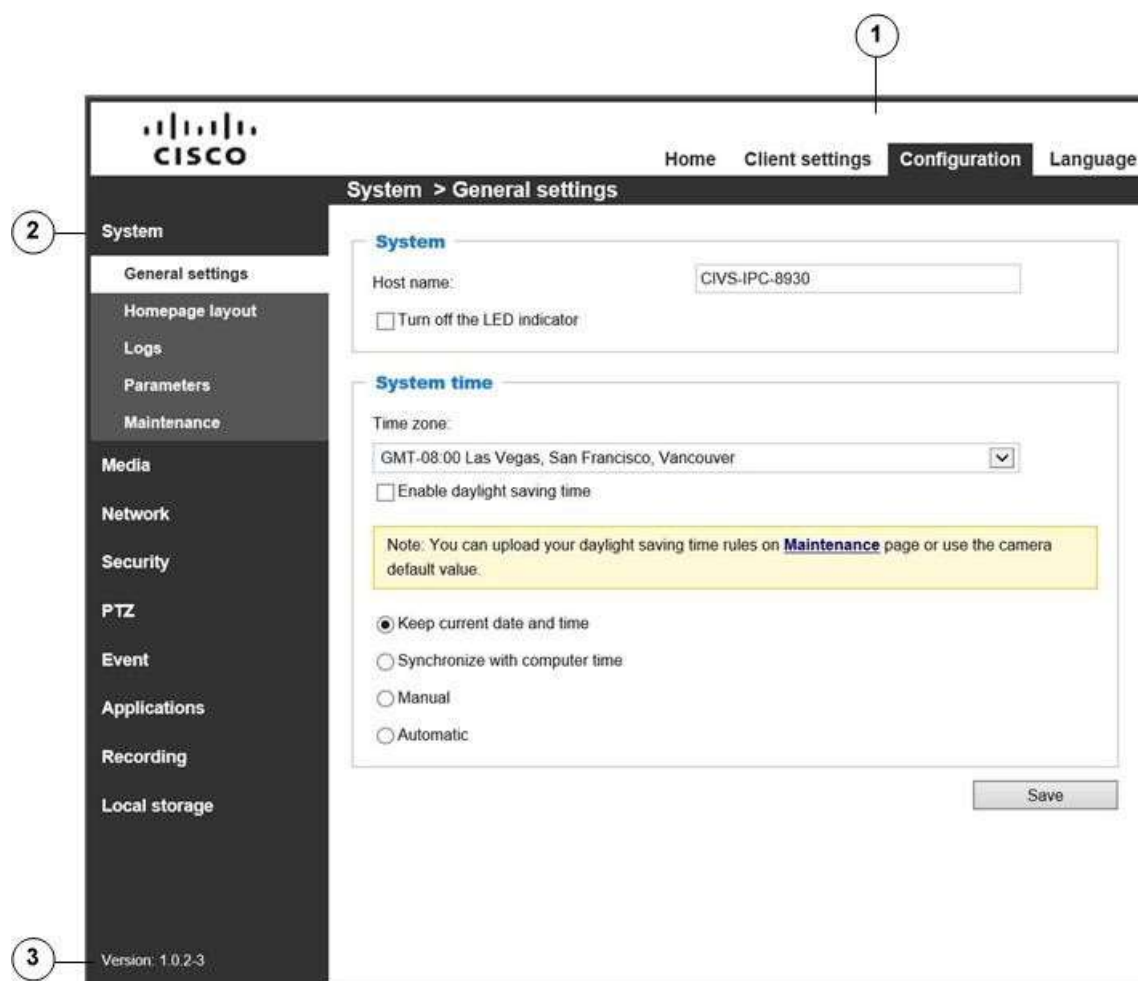 1
CISCO
Home Client settings Configuration Language
System > General settings
2
System
General settings
Homepage layout
Logs
Parameters
Maintenance
Media
Network
Security
PTZ
Event
Applications
Recording
Local storage
3
Version: 1.0.2-3
System
Host name: CIVS-IPC-8930
Turn off the LED indicator
System time
Time zone:
GMT-08:00 Las Vegas, San Francisco, Vancouver
Enable daylight saving time
Note: You can upload your daylight saving time rules on Maintenance page or use the camera
default value.
Keep current date and time
Synchronize with computer time
Manual
Automatic
Save